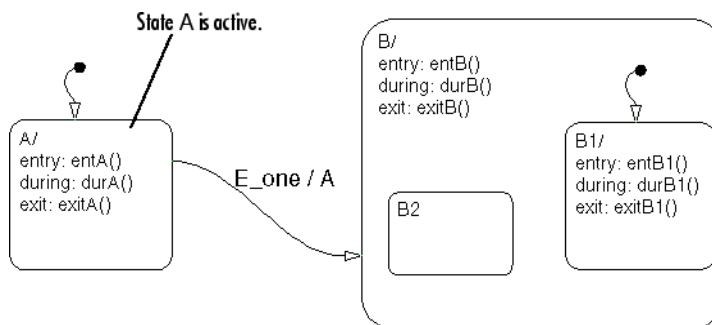 State A is active.
A/
entry: entA()
during: durA()
exit: exitA()
E_one / A
B/
entry: entB()
during: durB()
exit: exitB()
B2
B1/
entry: entB1()
during: durB1()
exit: exitB1()